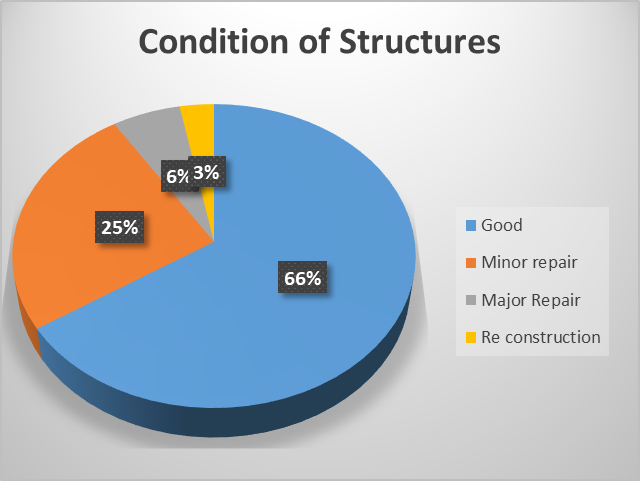 Condition of Structures
6%
3%
25%
66%
Good
Minor repair
Major Repair
Re construction